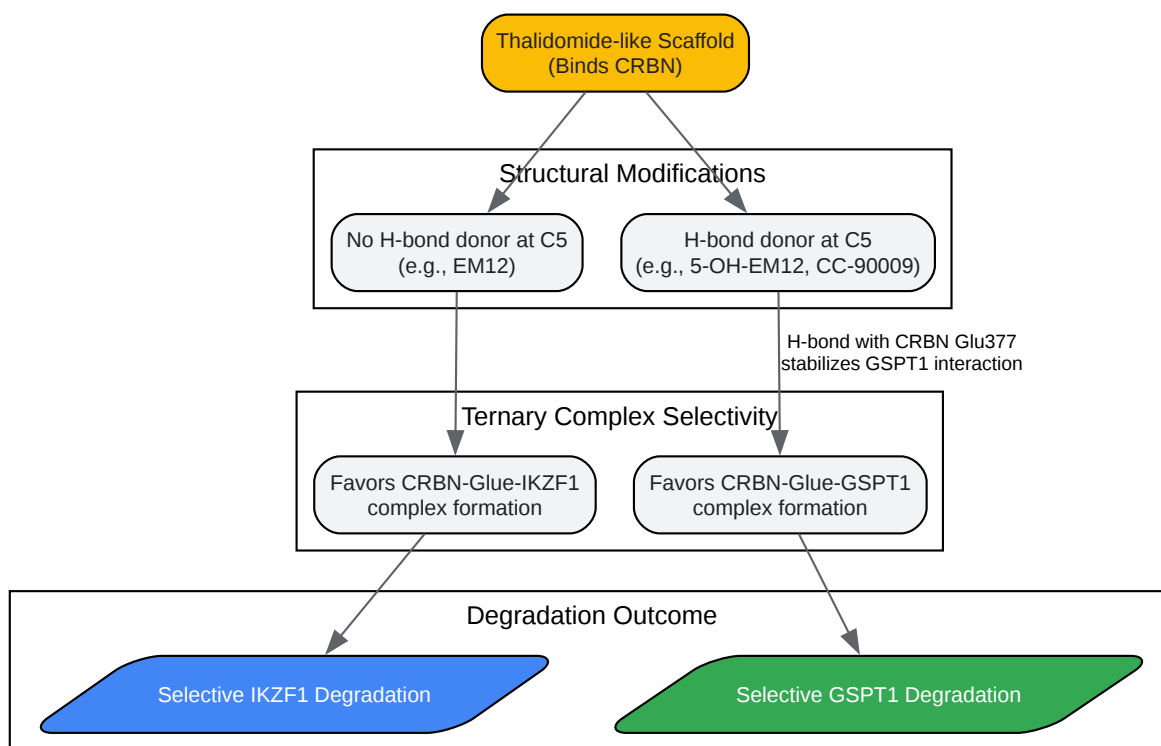 Thalidomide-like Scaffold
(Binds CRBN)
Structural Modifications
No H-bond donor at C5
(e.g., EM12)
H-bond donor at C5
(e.g., 5-OH-EM12, CC-90009)
H-bond with CRBN Glu377
stabilizes GSPT1 interaction
Ternary Complex Selectivity
Favors CRBN-Glue-IKZF1
complex formation
Favors CRBN-Glue-GSPT1
complex formation
Degradation Outcome
Selective IKZF1 Degradation
Selective GSPT1 Degradation